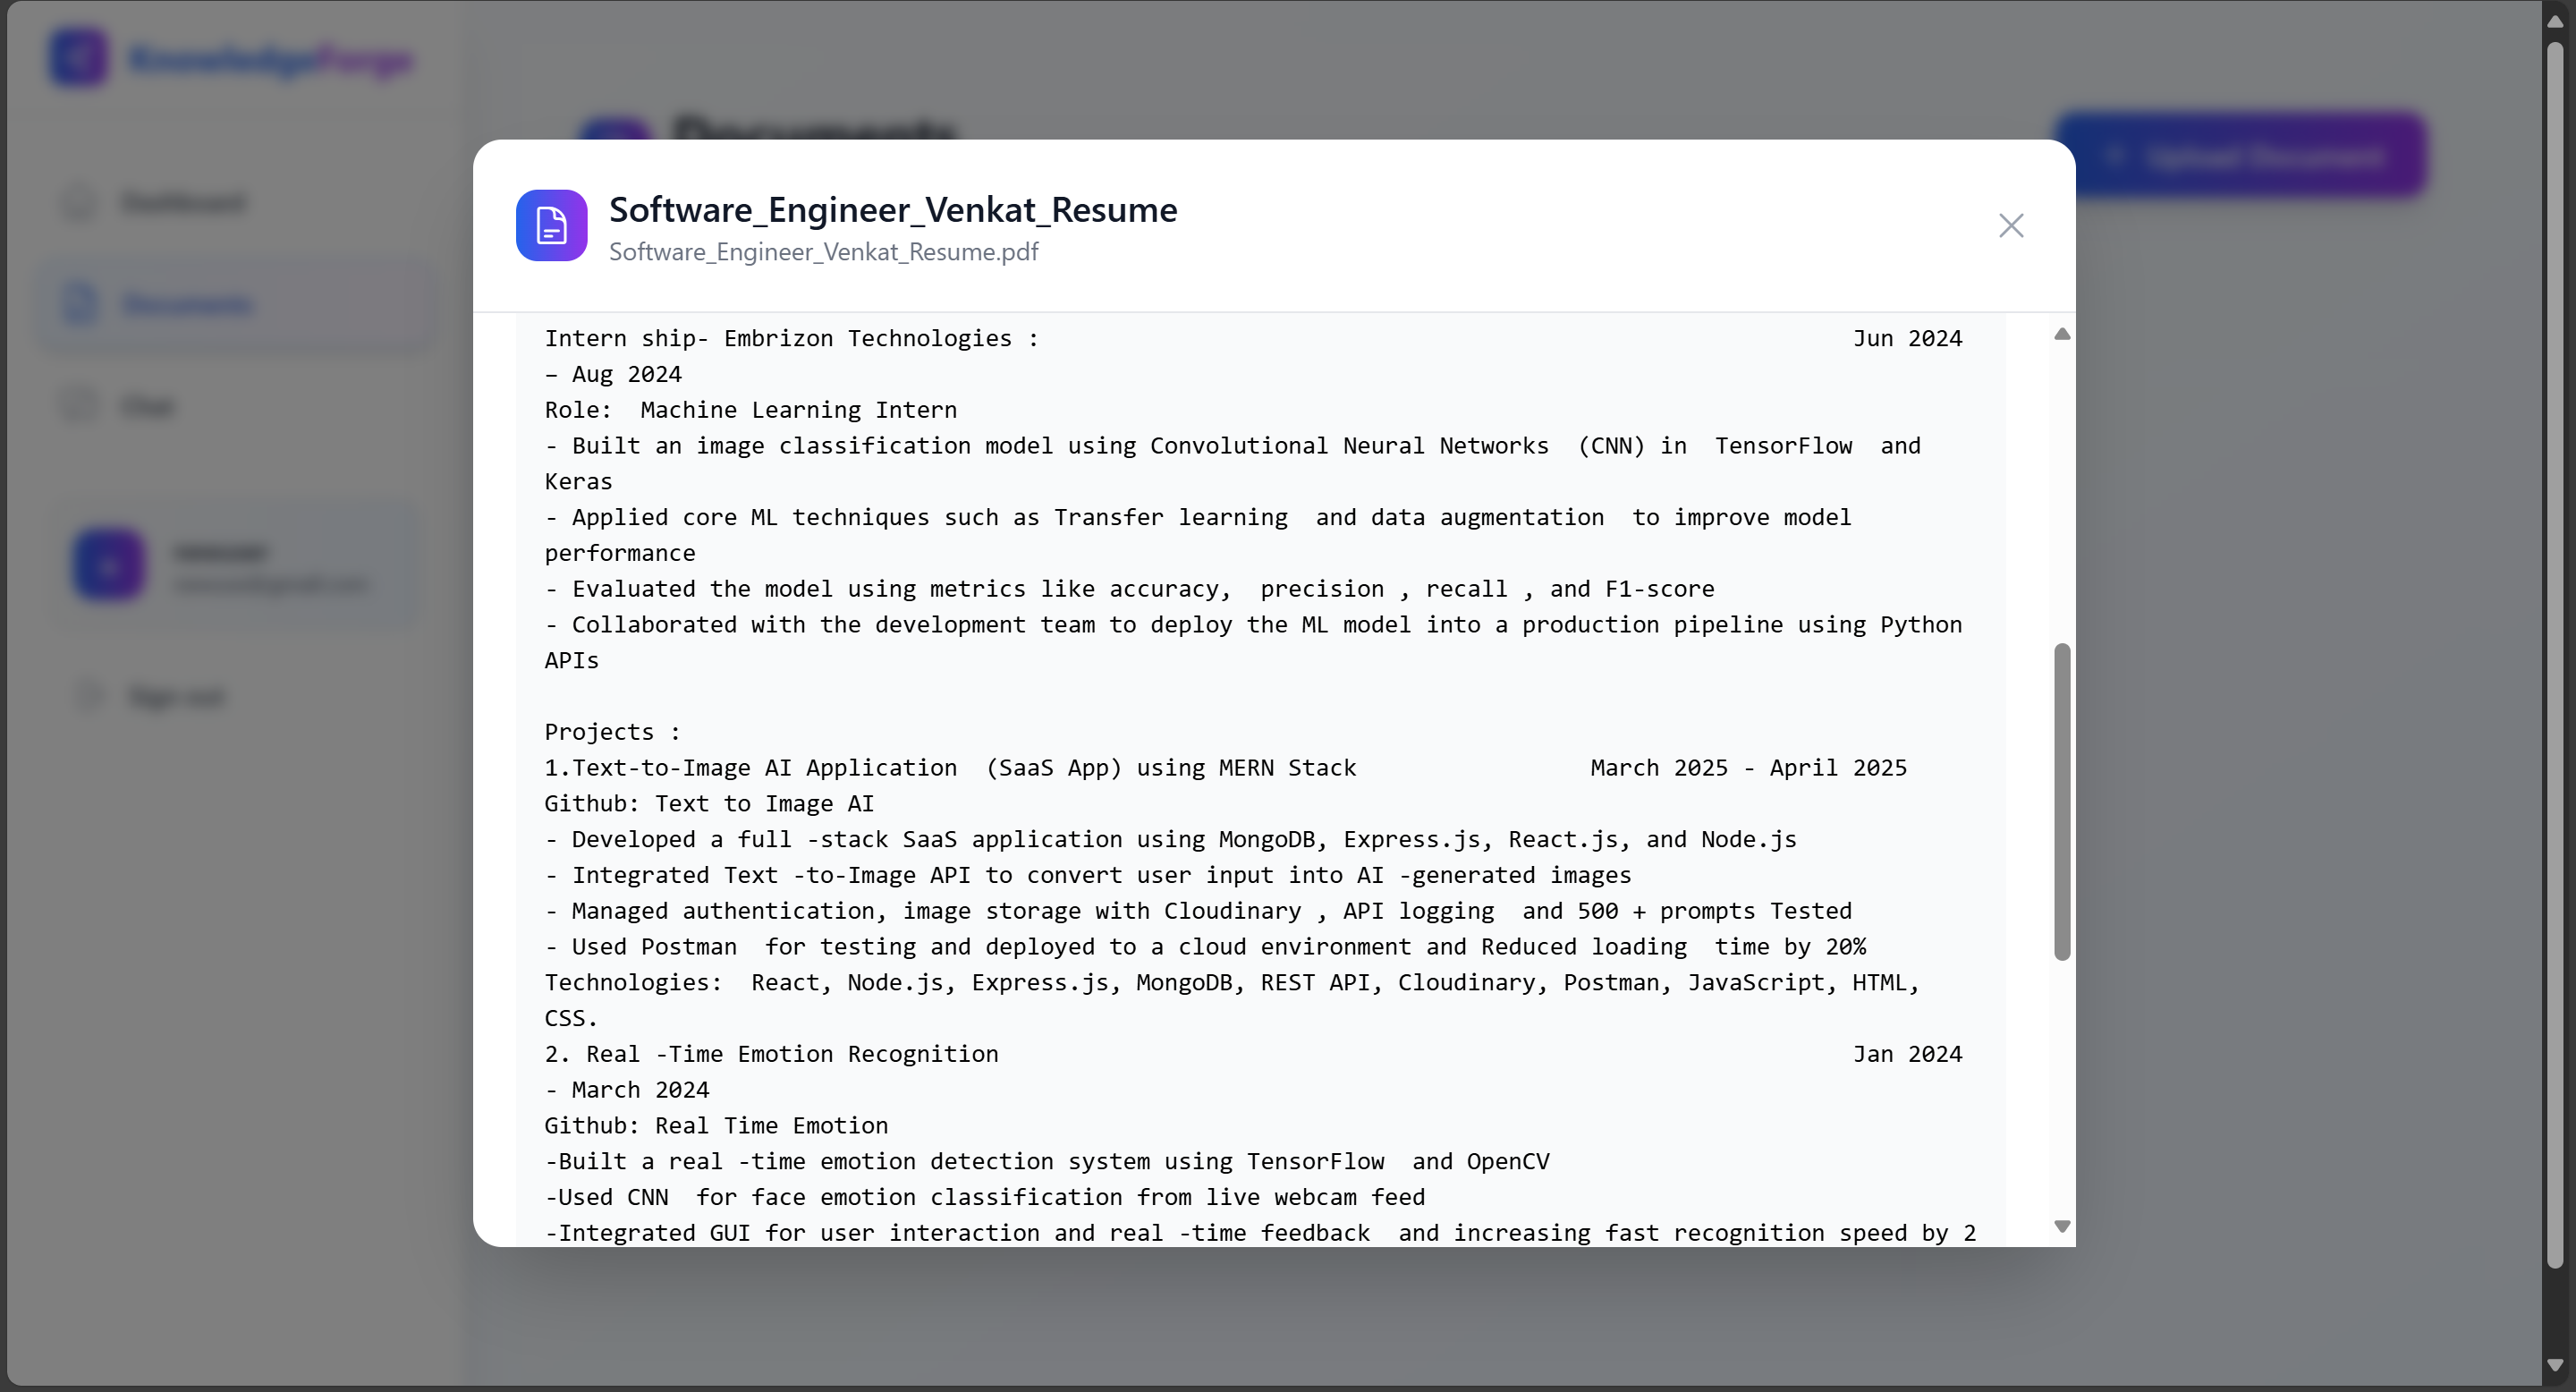 KnowledgeForge
Dashboard
Documents
Chat
Sign out
Documents
Upload Document
Software_Engineer_Venkat_Resume
Software_Engineer_Venkat_Resume.pdf
Intern ship- Embrizon Technologies : Jun 2024
– Aug 2024
Role:  Machine Learning Intern
- Built an image classification model using Convolutional Neural Networks  (CNN) in  TensorFlow  and
Keras
- Applied core ML techniques such as Transfer learning  and data augmentation  to improve model
performance
- Evaluated the model using metrics like accuracy,  precision , recall , and F1-score
- Collaborated with the development team to deploy the ML model into a production pipeline using Python
APIs
Projects :
1.Text-to-Image AI Application  (SaaS App) using MERN Stack March 2025 - April 2025
Github: Text to Image AI
- Developed a full -stack SaaS application using MongoDB, Express.js, React.js, and Node.js
- Integrated Text -to-Image API to convert user input into AI -generated images
- Managed authentication, image storage with Cloudinary , API logging  and 500 + prompts Tested
- Used Postman  for testing and deployed to a cloud environment and Reduced loading  time by 20%
Technologies:  React, Node.js, Express.js, MongoDB, REST API, Cloudinary, Postman, JavaScript, HTML,
CSS.
2. Real -Time Emotion Recognition Jan 2024
- March 2024
Github: Real Time Emotion
-Built a real -time emotion detection system using TensorFlow  and OpenCV
-Used CNN  for face emotion classification from live webcam feed
-Integrated GUI for user interaction and real -time feedback  and increasing fast recognition speed by 2